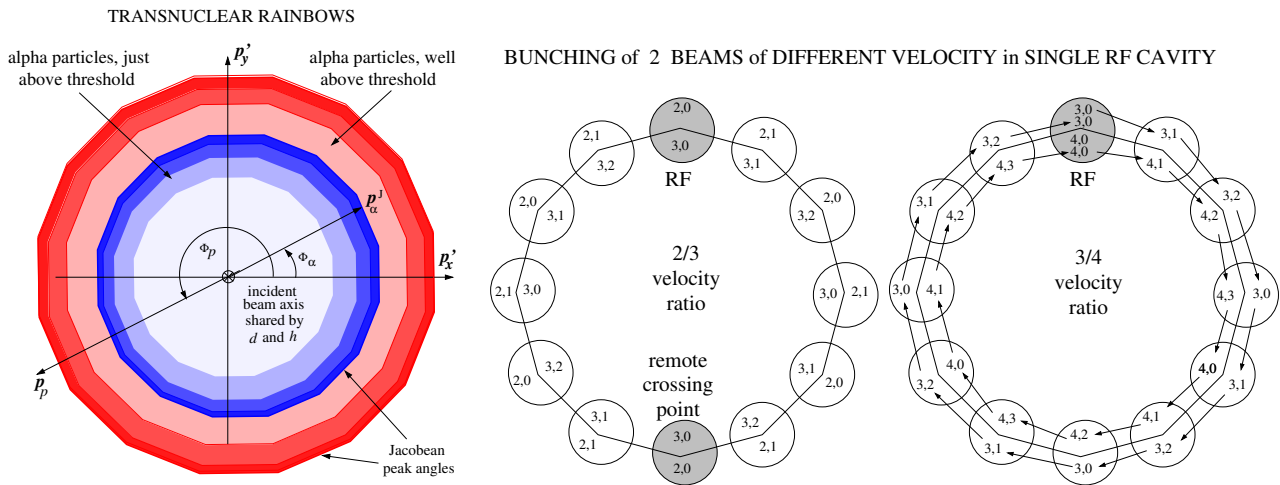 TRANSNUCLEAR RAINBOWS
alpha particles, just
above threshold
p'y
alpha particles, well
above threshold
pαJ
Φp
Φα
p'x
incident
beam axis
shared by
d and h
pp
Jacobean
peak angles
BUNCHING of 2 BEAMS of DIFFERENT VELOCITY in SINGLE RF CAVITY
2,0
3,0
RF
2,1
3,1
2,0
3,2
3,0 2,1
3,1
2,0
3,2
2,1
3,0
2,0
3,1
2,1
3,2
2,0
2,1 3,0
2,0
3,1
2,1
3,2
2/3
velocity
ratio
remote
crossing
point
3,0
3,0
4,0
4,0
RF
3,1
4,1
3,2
4,2
4,3 3,0
4,0
3,1
4,1
3,2
4,2
3,0
4,3
3,1
4,0
3,2
3,0 4,1
3,1
4,2
3,2
4,3
3/4
velocity
ratio